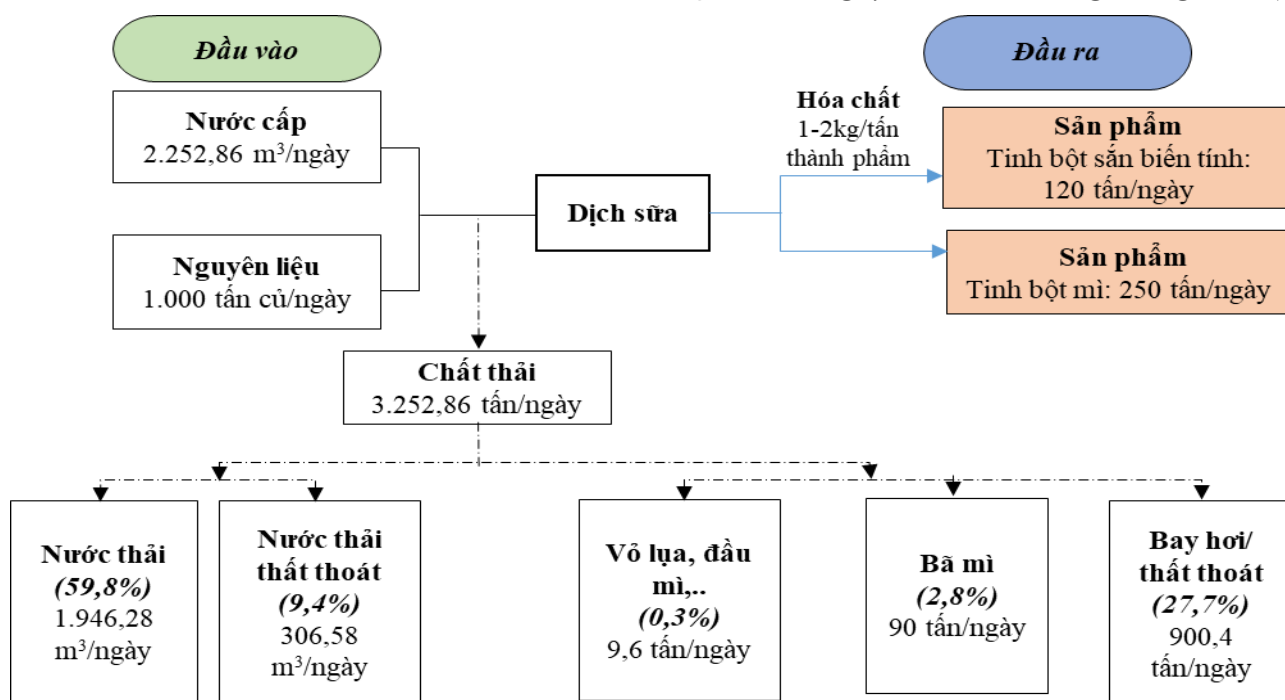 Đầu vào
Đầu ra
Nước cấp
2.252,86 m³/ngày
Nguyên liệu
1.000 tấn củ/ngày
Dịch sữa
Hóa chất
1-2kg/tấn
thành phẩm
Sản phẩm
Tinh bột sắn biến tính:
120 tấn/ngày
Sản phẩm
Tinh bột mì: 250 tấn/ngày
Chất thải
3.252,86 tấn/ngày
Nước thải
(59,8%)
1.946,28
m³/ngày
Nước thải
thất thoát
(9,4%)
306,58
m³/ngày
Vỏ lụa, đầu
mì,..
(0,3%)
9,6 tấn/ngày
Bã mì
(2,8%)
90 tấn/ngày
Bay hơi/
thất thoát
(27,7%)
900,4
tấn/ngày